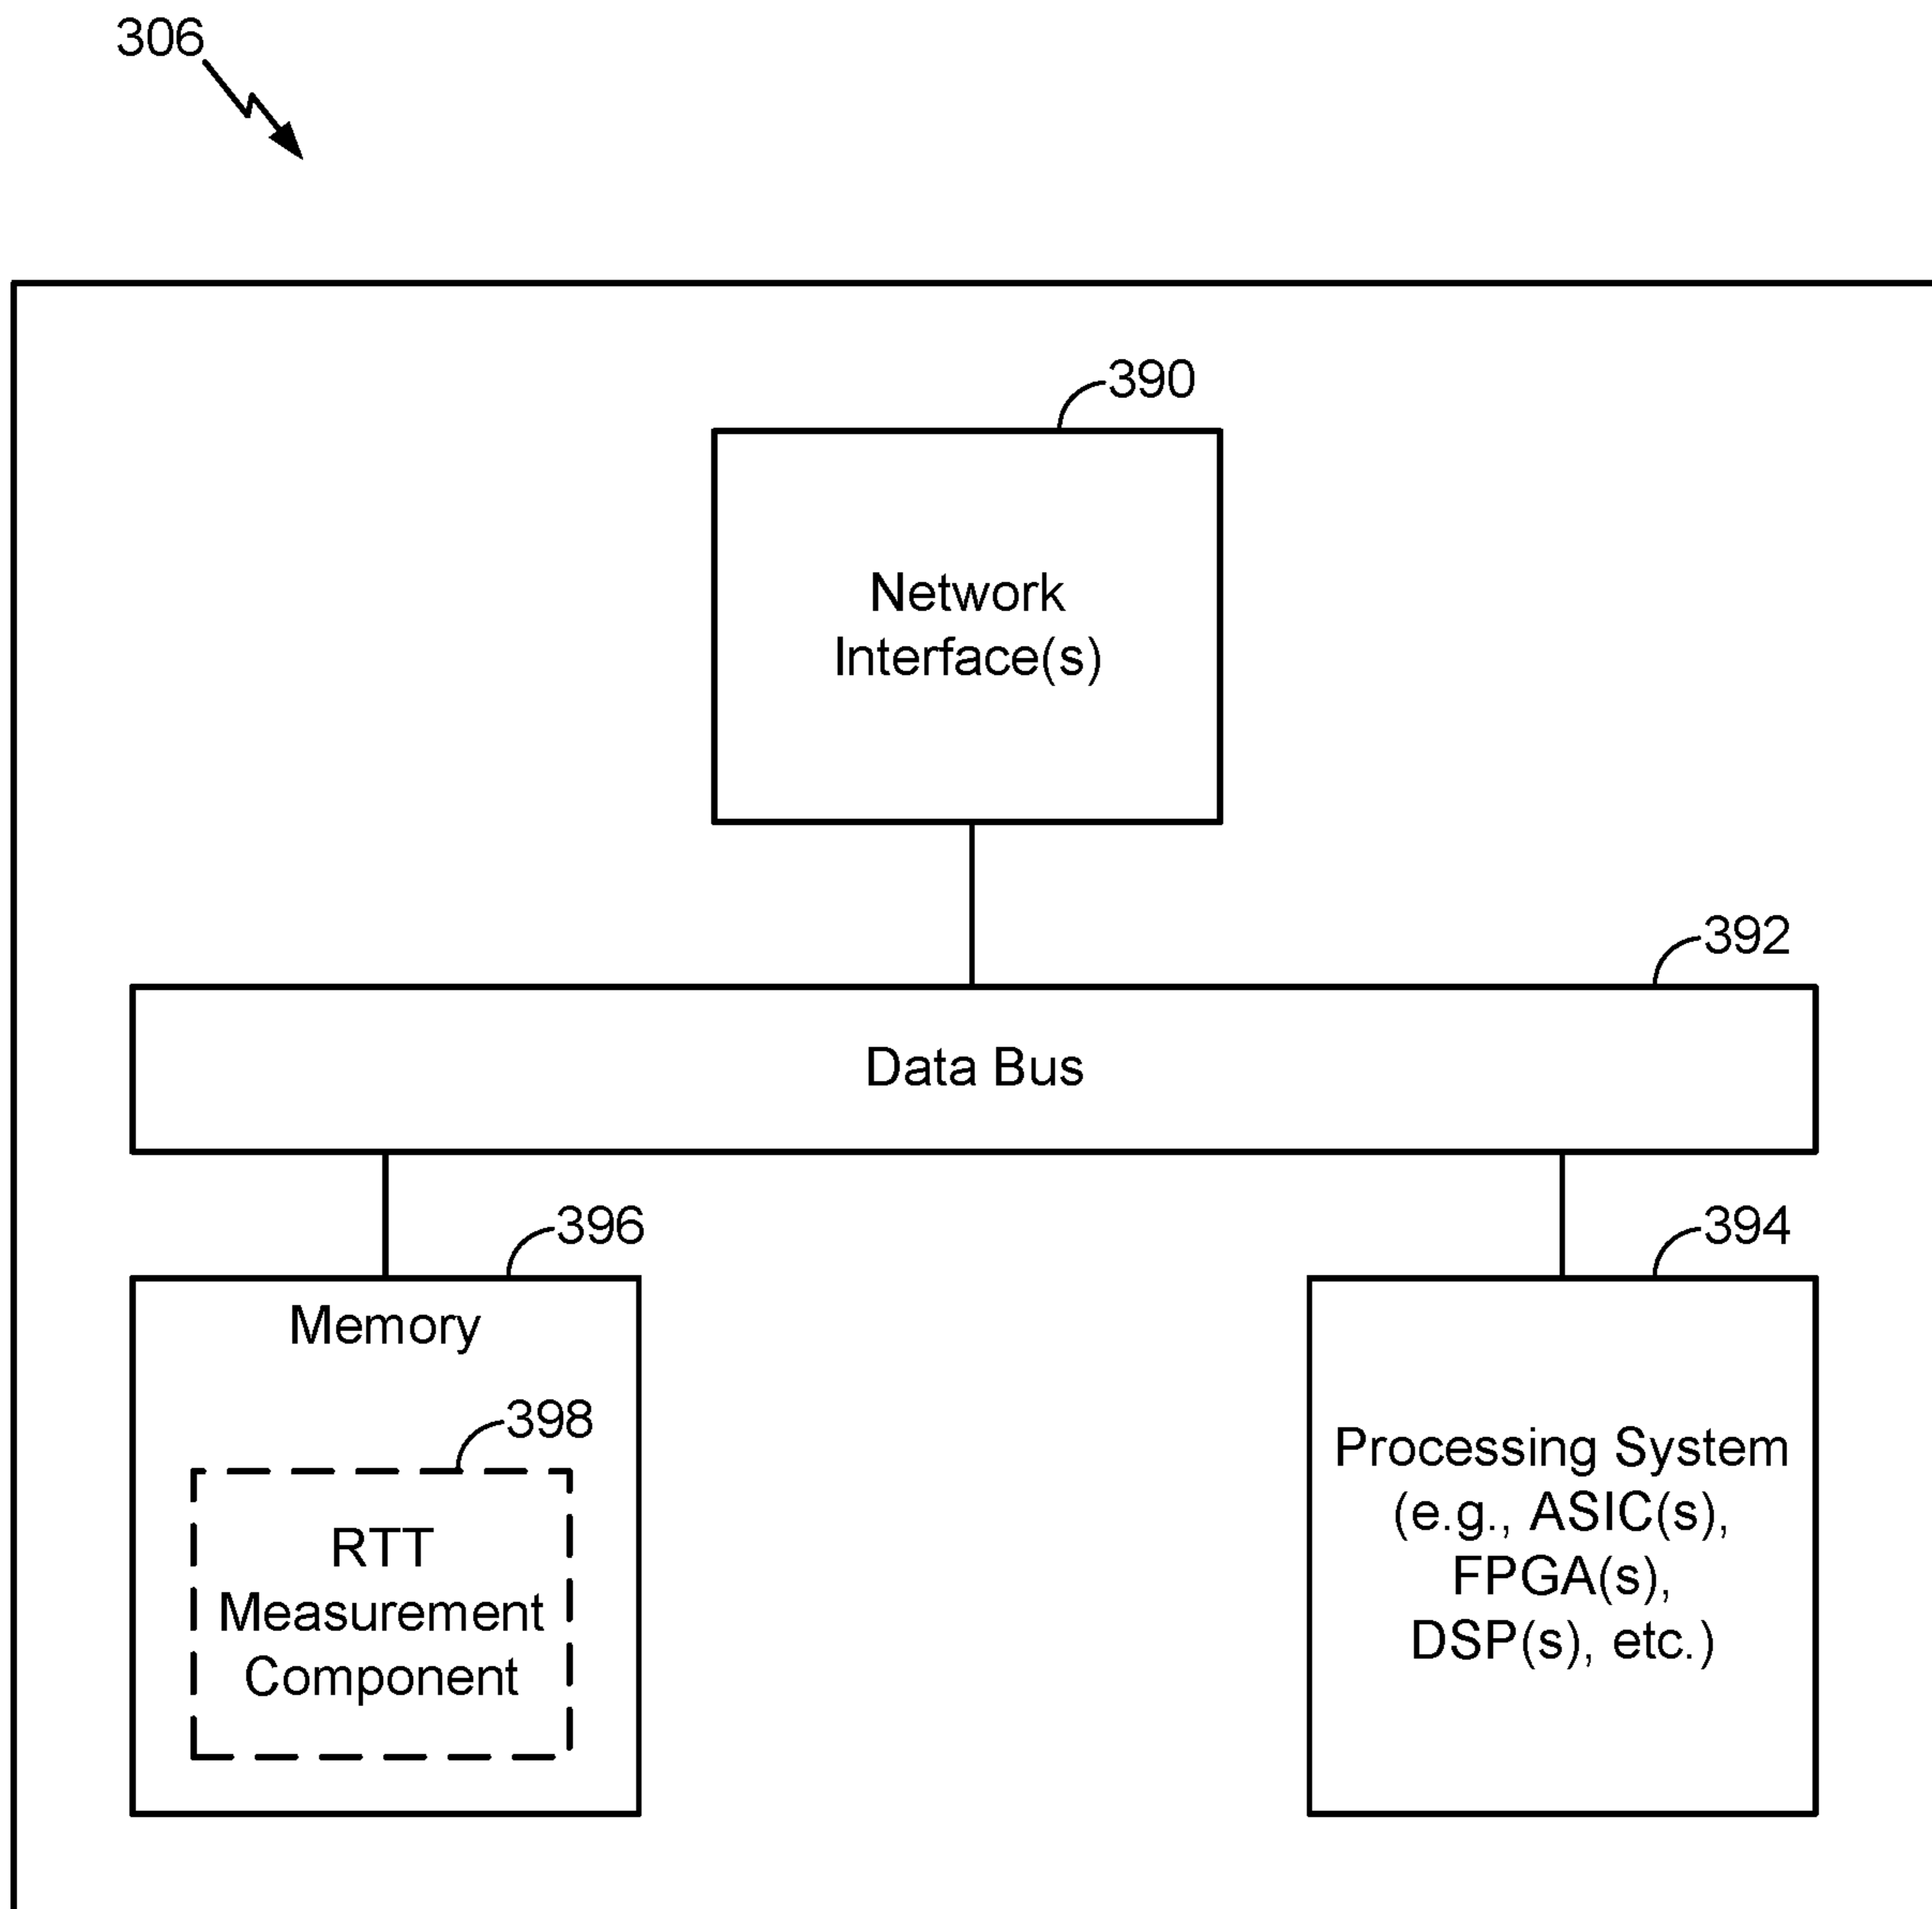 306
390
Network
Interface(s)
392
Data Bus
396
394
Memory
398
RTT
Measurement
Component
Processing System
(e.g., ASIC(s),
FPGA(s),
DSP(s), etc.)